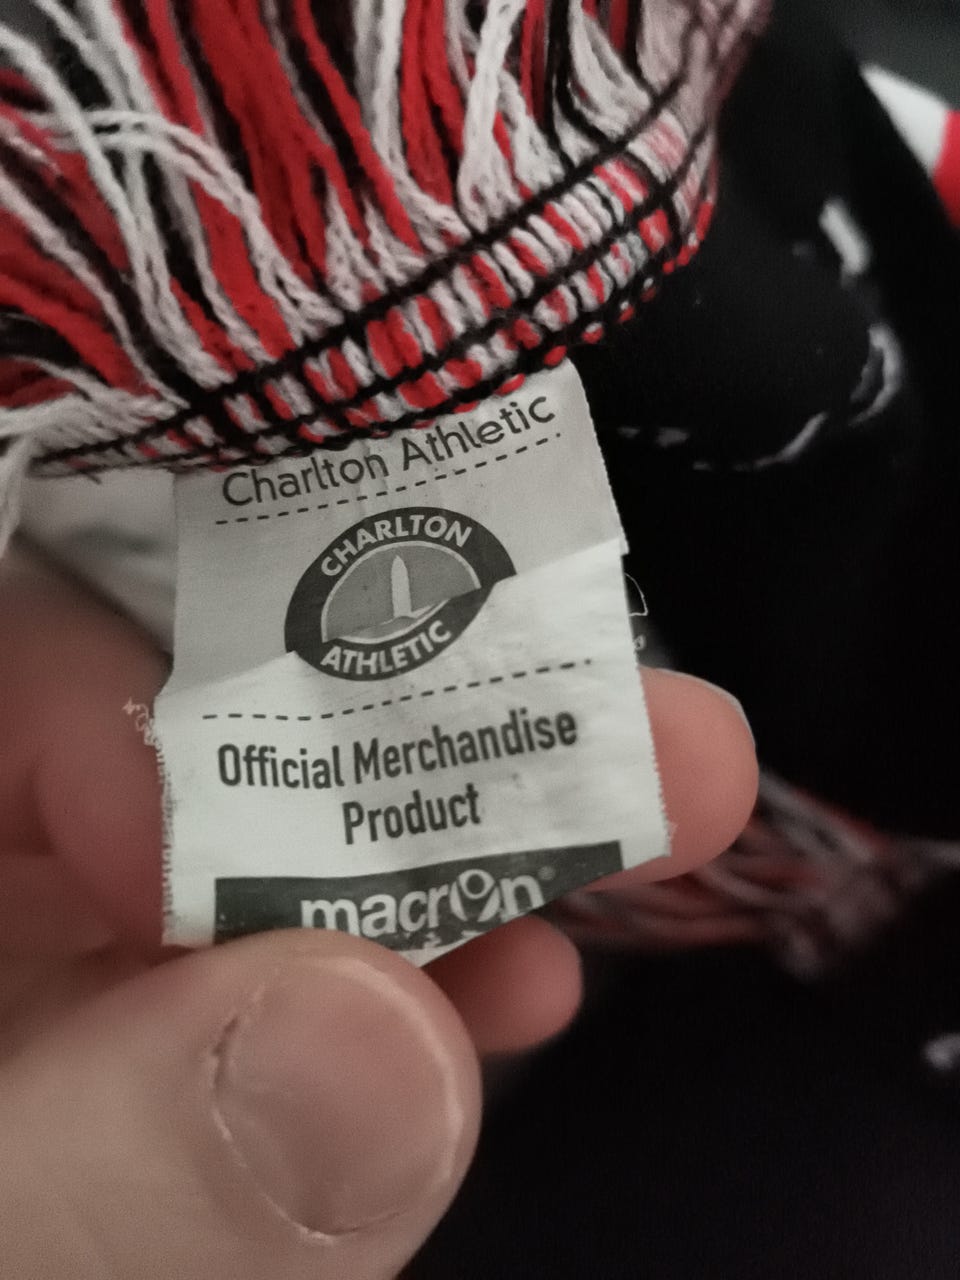 Charlton Athletic
CHARLTON
ATHLETIC
Official Merchandise
Product
macron®